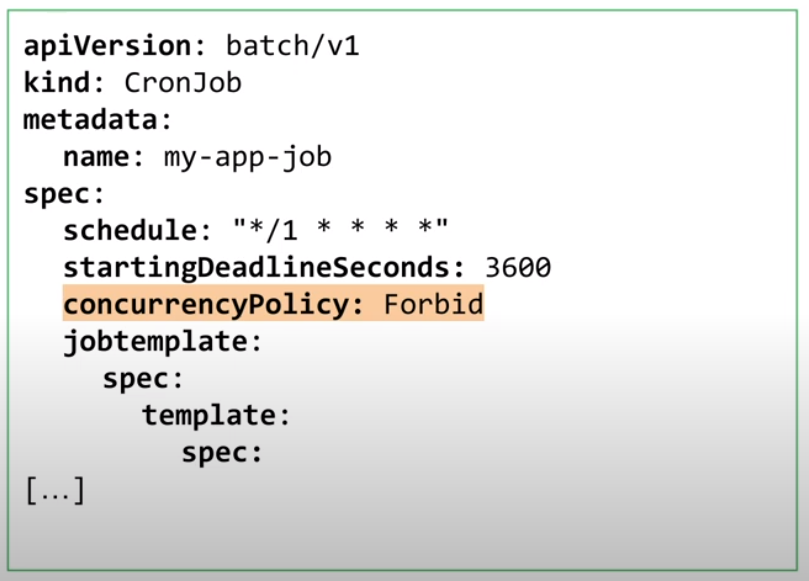 apiVersion: batch/v1
kind: CronJob
metadata:
name: my-app-job
spec:
schedule: "*/1 * * * *"
startingDeadlineSeconds: 3600
concurrencyPolicy: Forbid
jobtemplate:
spec:
template:
spec:
[…]